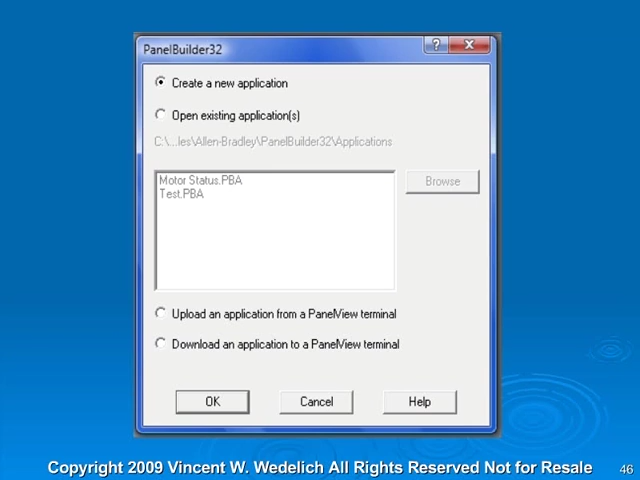 PanelBuilder32
?
X
Create a new application
Open existing application(s)
C:\...les\Allen-Bradley\PanelBuilder32\Applications
Motor Status.PBA
Browse
Test.PBA
Upload an application from a PanelView terminal
Download an application to a PanelView terminal
OK
Cancel
Help
Copyright 2009 Vincent W. Wedelich All Rights Reserved Not for Resale
46